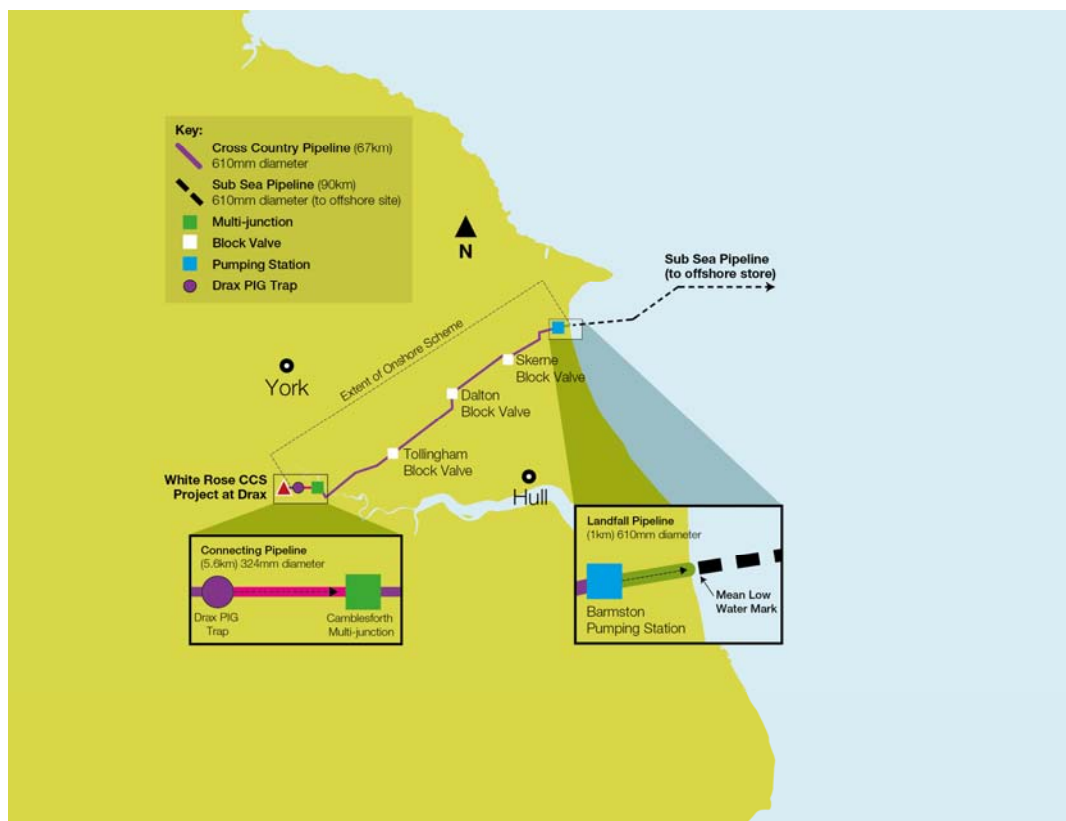 Key:
Cross Country Pipeline (67km)
610mm diameter
Sub Sea Pipeline (90km)
610mm diameter (to offshore site)
Multi-junction
Block Valve
Pumping Station
Drax PIG Trap
N
Sub Sea Pipeline
(to offshore store)
Extent of Onshore Scheme
York
Skerne
Block Valve
Dalton
Block Valve
Tollingham
Block Valve
White Rose CCS
Project at Drax
Hull
Connecting Pipeline
(5.6km) 324mm diameter
Drax PIG
Trap
Camblesforth
Multi-junction
Landfall Pipeline
(1km) 610mm diameter
Barmston
Pumping Station
Mean Low
Water Mark